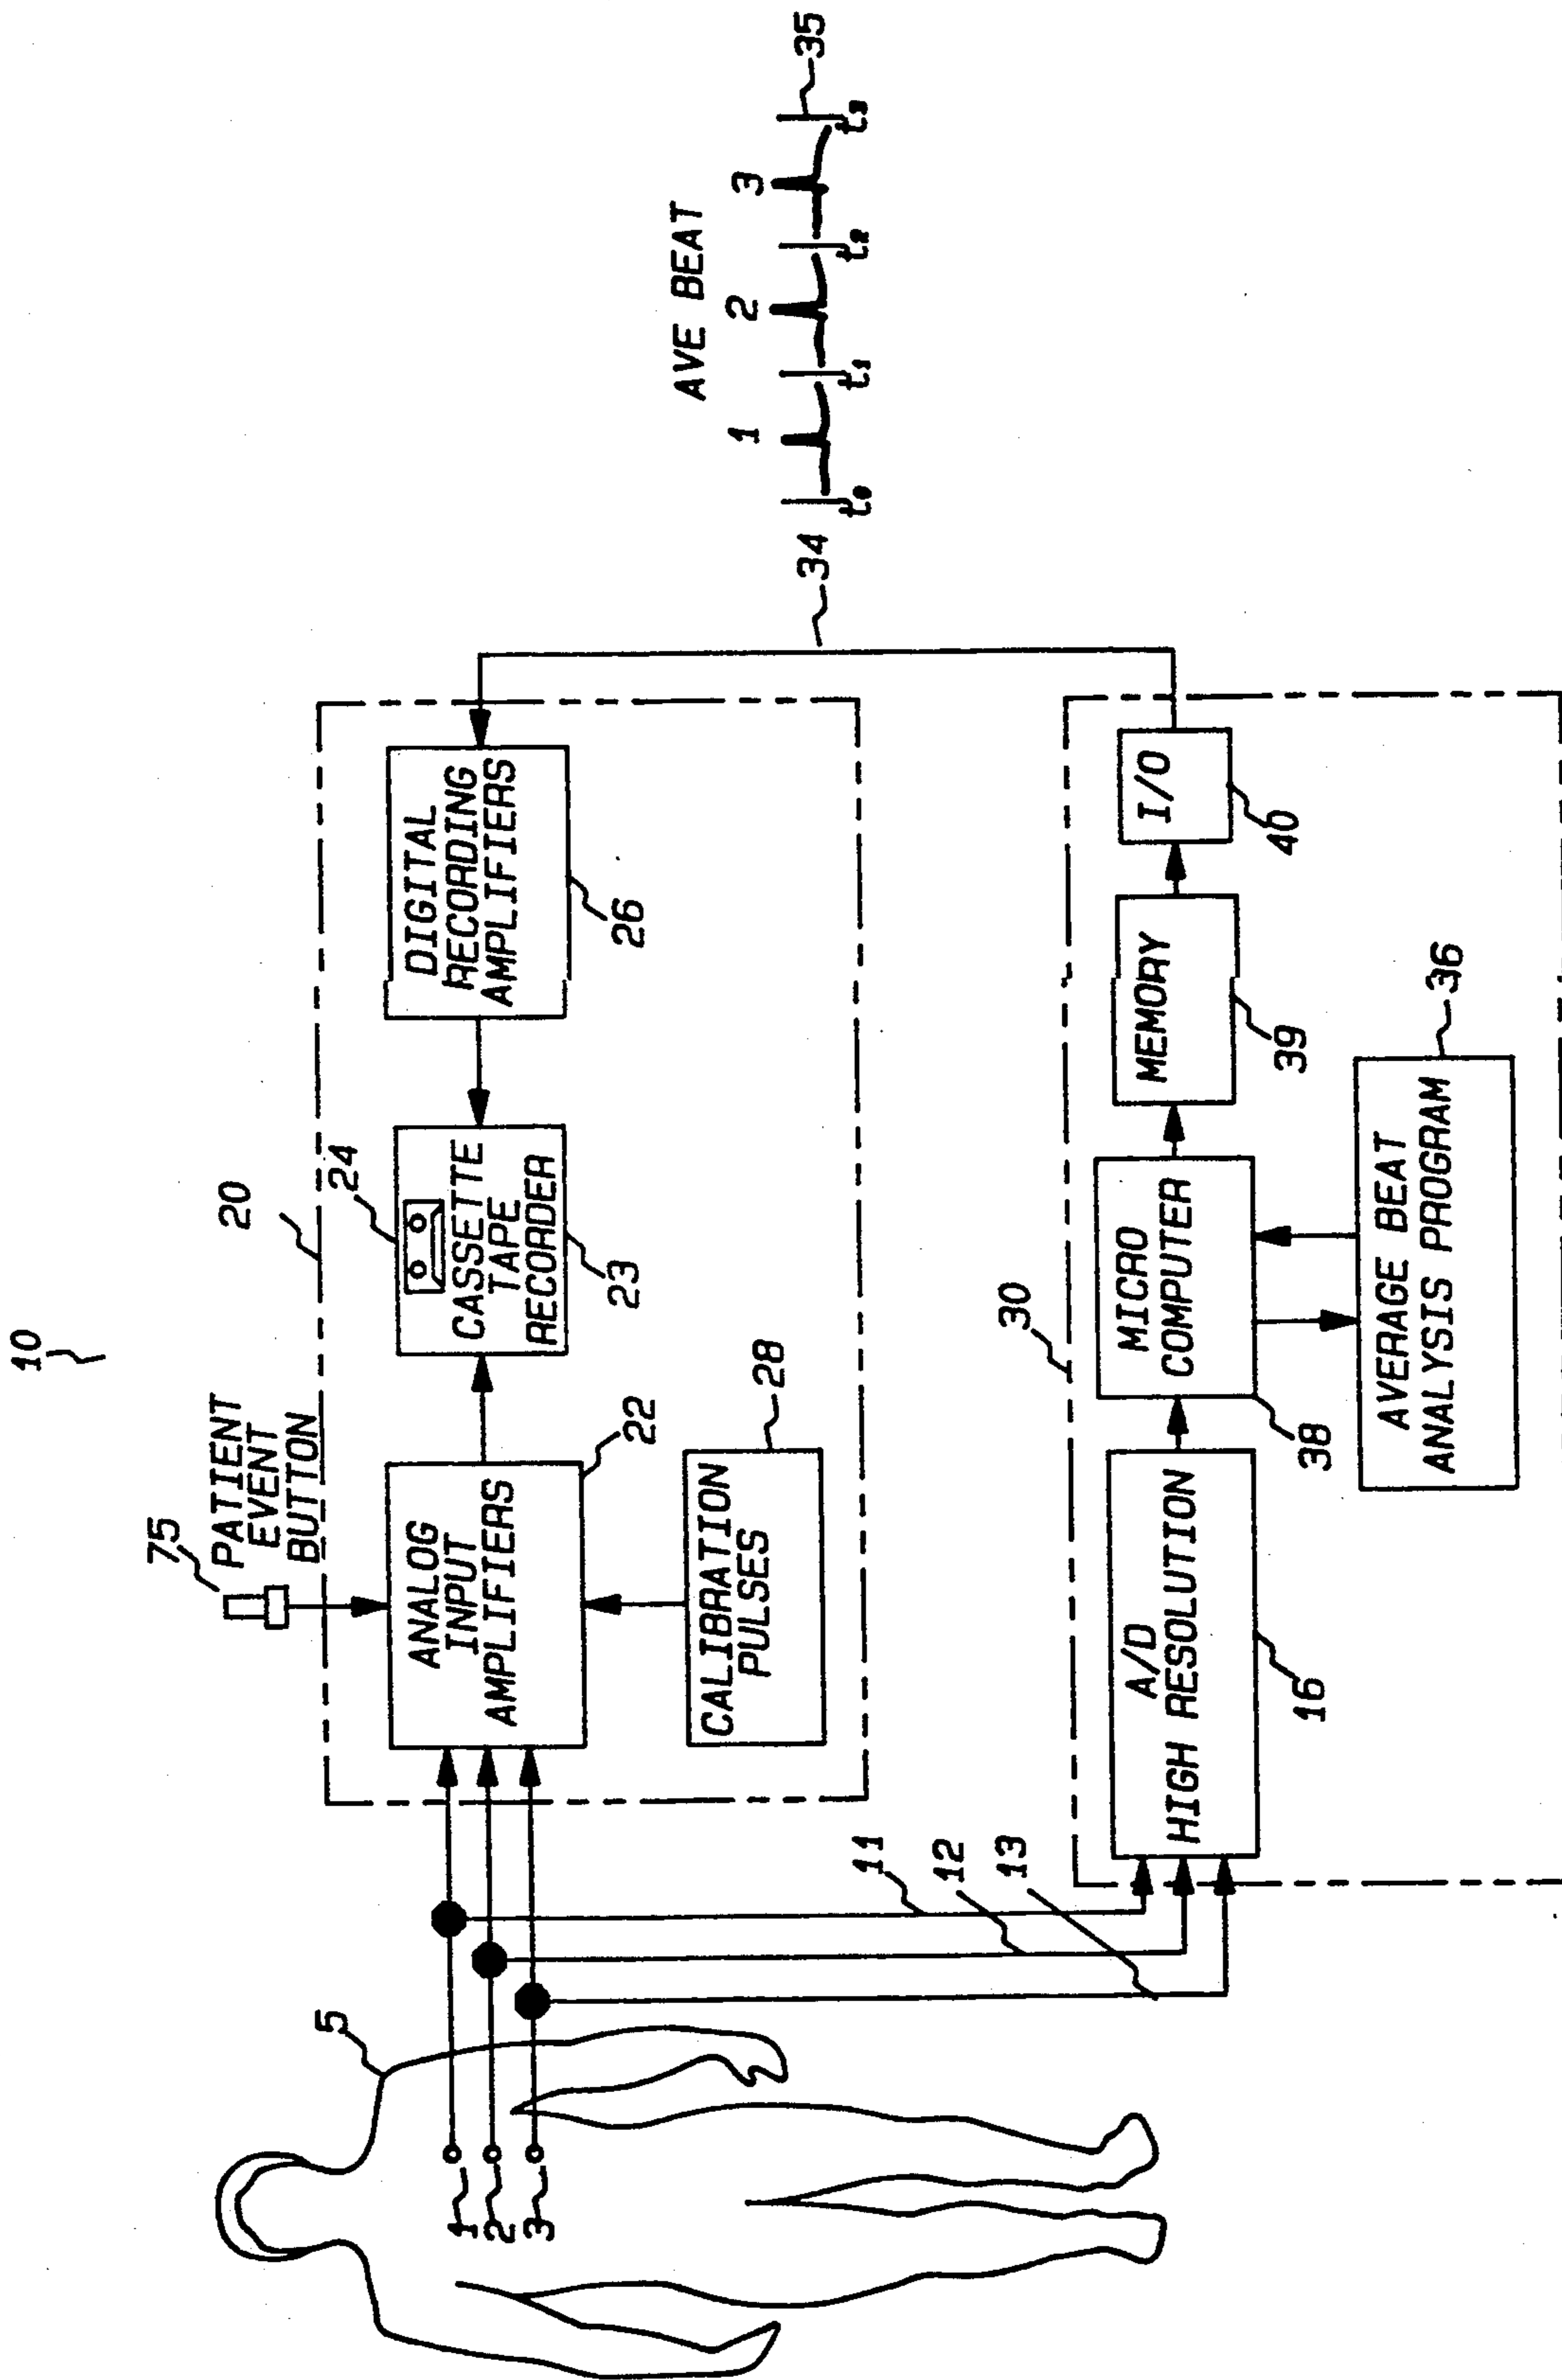 10
75
PATIENT
EVENT
BUTTON
20
24
ANALOG
INPUT
AMPLIFIERS
22
CASSETTE
TAPE
RECORDER
23
DIGITAL
RECORDING
AMPLIFIERS
26
CALIBRATION
PULSES
28
5
1
2
3
11
12
13
30
A/D
HIGH RESOLUTION
16
MICRO
COMPUTER
38
MEMORY
39
I/O
40
AVERAGE BEAT
ANALYSIS PROGRAM
36
34
AVE BEAT
1 2 3
t0 t1 t2 t3
35